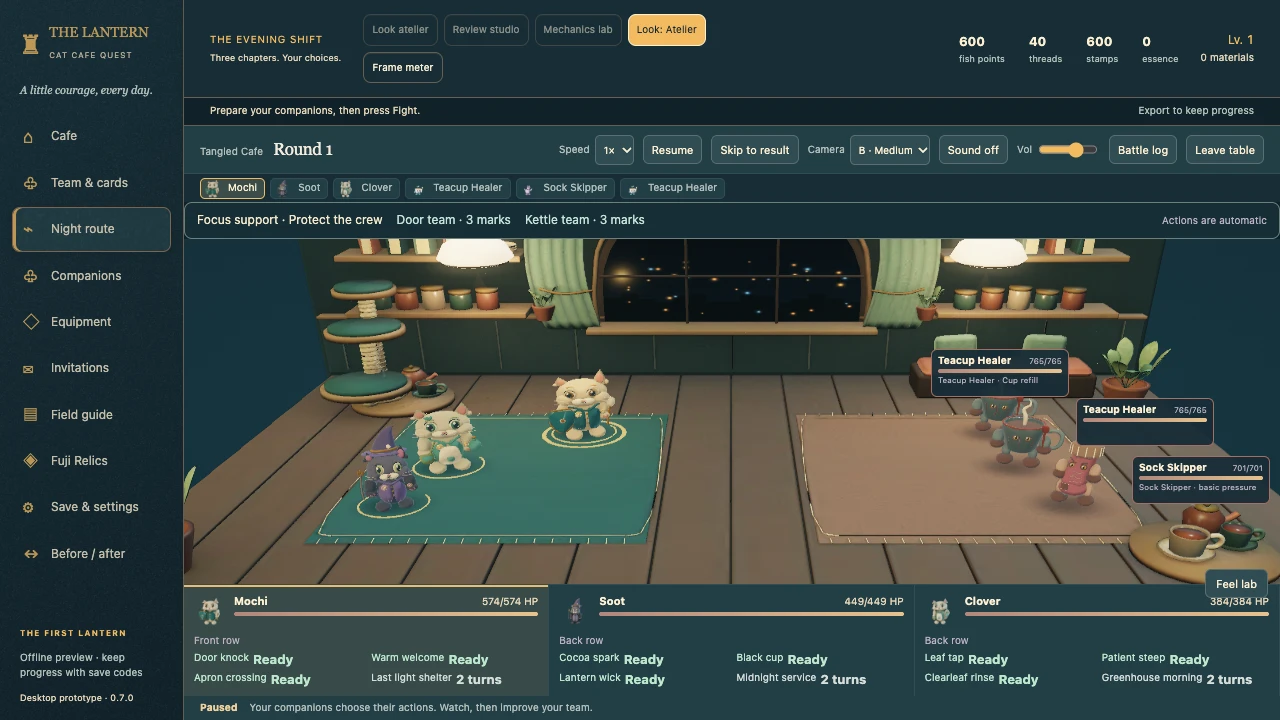 THE LANTERN
CAT CAFE QUEST
A little courage, every day.
Cafe
Team & cards
Night route
Companions
Equipment
Invitations
Field guide
Fuji Relics
Save & settings
Before / after
THE FIRST LANTERN
Offline preview · keep
progress with save codes
Desktop prototype · 0.7.0
THE EVENING SHIFT
Three chapters. Your choices.
Look atelier
Review studio
Mechanics lab
Look: Atelier
Frame meter
600
fish points
40
threads
600
stamps
0
essence
Lv. 1
0 materials
Prepare your companions, then press Fight.
Export to keep progress
Tangled Cafe Round 1
Speed 1x
Resume
Skip to result
Camera B · Medium
Sound off
Vol
Battle log
Leave table
Mochi
Soot
Clover
Teacup Healer
Sock Skipper
Teacup Healer
Focus support · Protect the crew
Door team · 3 marks
Kettle team · 3 marks
Actions are automatic
Teacup Healer 765/765
Teacup Healer · Cup refill
Teacup Healer 765/765
Sock Skipper 701/701
Sock Skipper · basic pressure
Feel lab
Mochi 574/574 HP
Front row
Door knock Ready
Warm welcome Ready
Apron crossing Ready
Last light shelter 2 turns
Soot 449/449 HP
Back row
Cocoa spark Ready
Black cup Ready
Lantern wick Ready
Midnight service 2 turns
Clover 384/384 HP
Back row
Leaf tap Ready
Patient steep Ready
Clearleaf rinse Ready
Greenhouse morning 2 turns
Paused Your companions choose their actions. Watch, then improve your team.